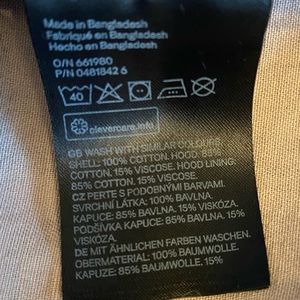 Made in Bangladesh
Fabriqué en Bangladesh
Hecho en Bangladesh
O/N 661980
P/N 0481842 6
40
clevercare.info
GB WASH WITH SIMILAR COLOURS.
SHELL: 100% COTTON. HOOD: 85%
COTTON. 15% VISCOSE. HOOD LINING:
85% COTTON. 15% VISCOSE.
CZ PERTE S PODOBNÝMI BARVAMI.
SVRCHNÍ LÁTKA: 100% BAVLNA.
KAPUCE: 85% BAVLNA. 15% VISKÓZA.
PODŠÍVKA KAPUCE: 85% BAVLNA. 15%
VISKÓZA.
DE MIT ÄHNLICHEN FARBEN WASCHEN.
OBERMATERIAL: 100% BAUMWOLLE.
KAPUZE: 85% BAUMWOLLE. 15%